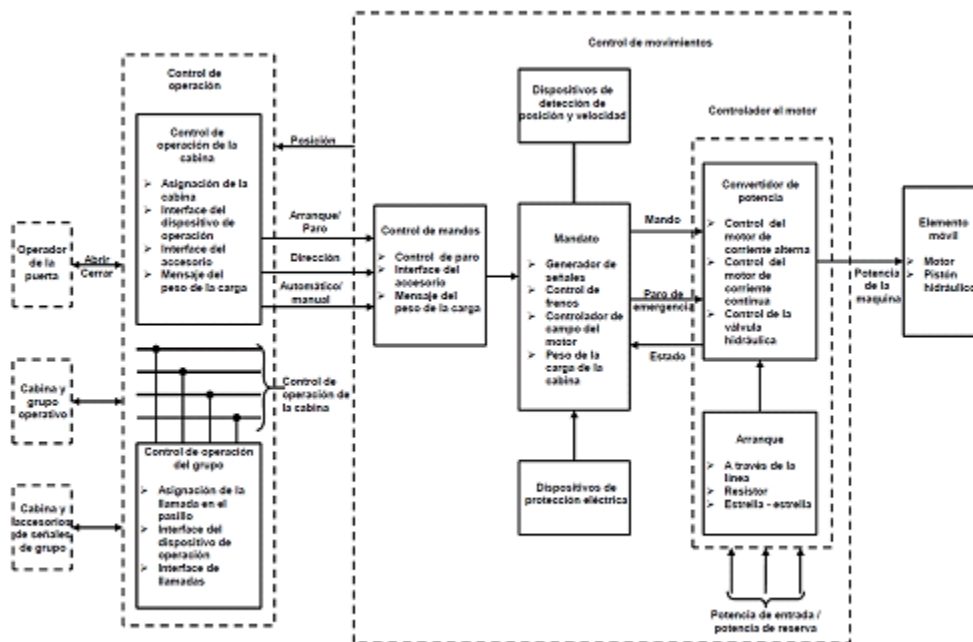 Control de movimientos
Control de
operación
Control de
operación de la
cabina
➢ Asignación de la
cabina
➢ Interface del
dispositivo de
operación
➢ Interface del
accesorio
➢ Mensaje del
peso de la carga
Operador
de la
puerta
Abrir
Cerrar
Cabina y
grupo
operativo
Cabina y
accesorios
de señales
de grupo
Control de
operación de
la cabina
Control de operación
del grupo
➢ Asignación de la
llamada en el
pasillo
➢ Interface del
dispositivo de
operación
➢ Interface de
llamadas
Posición
Arranque/
Paro
Dirección
Automático/
manual
Control de mandos
➢ Control de paro
➢ Interface del
accesorio
➢ Mensaje del
peso de la carga
Dispositivos de
detección de
posición y velocidad
Mandato
➢ Generador de
señales
➢ Control de
frenos
➢ Controlador de
campo del
motor
➢ Peso de la
carga de la
cabina
Dispositivos de
protección eléctrica
Mando
Paro de
emergencia
Estado
Controlador el motor
Convertidor de
potencia
➢ Control del
motor de
corriente alterna
➢ Control del
motor de
corriente
continua
➢ Control de la
válvula
hidráulica
Arranque
➢ A través de la
línea
➢ Resistor
➢ Estrella - estrella
Potencia de entrada /
potencia de reserva
Potencia
de la
maquina
Elemento
móvil
➢ Motor
➢ Pistón
hidráulico